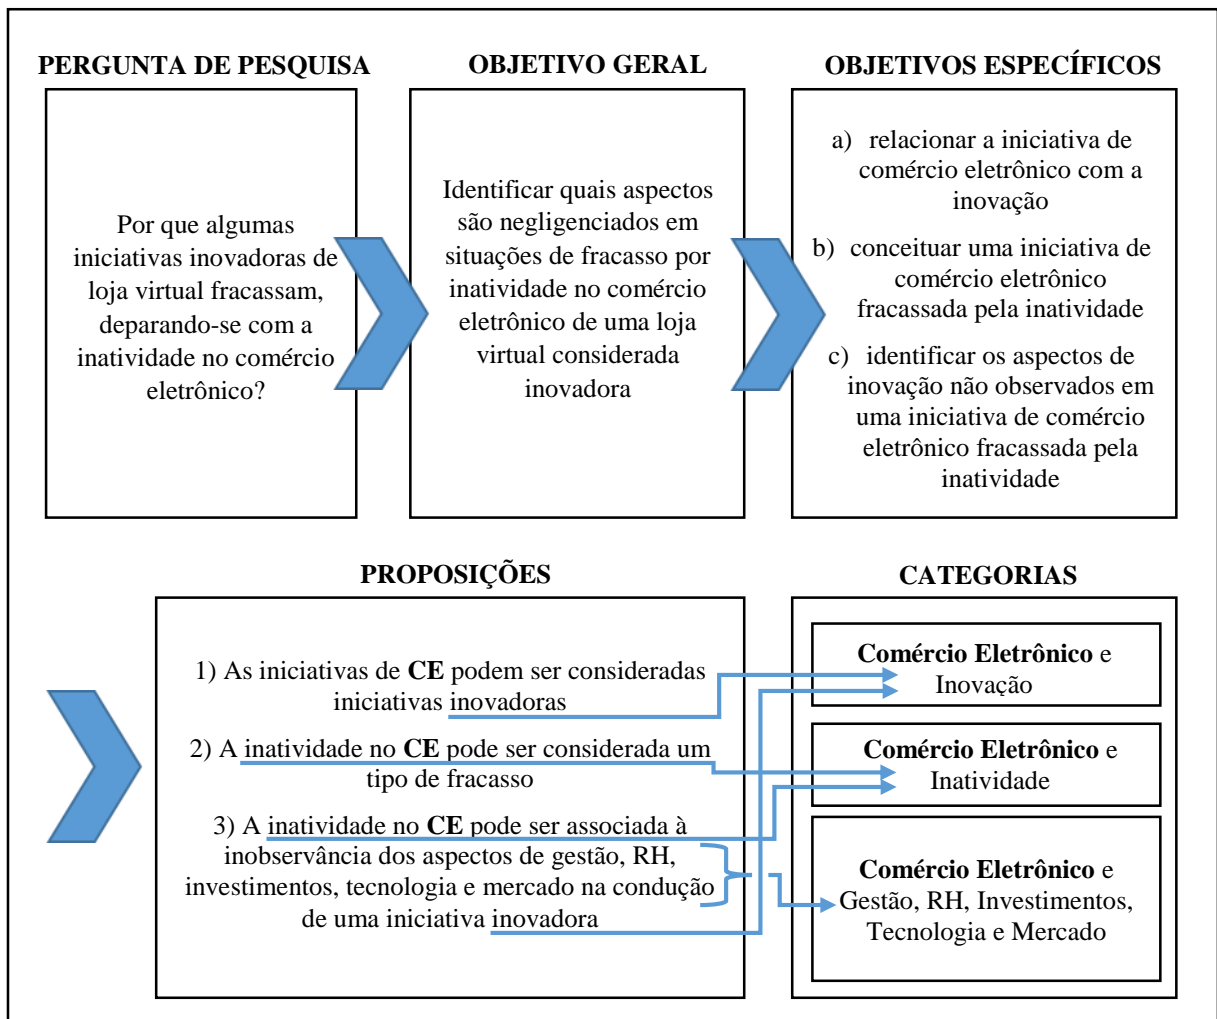 PERGUNTA DE PESQUISA
Por que algumas
iniciativas inovadoras de
loja virtual fracassam,
deparando-se com a
inatividade no comércio
eletrônico?
OBJETIVO GERAL
Identificar quais aspectos
são negligenciados em
situações de fracasso por
inatividade no comércio
eletrônico de uma loja
virtual considerada
inovadora
OBJETIVOS ESPECÍFICOS
a) relacionar a iniciativa de
comércio eletrônico com a
inovação
b) conceituar uma iniciativa de
comércio eletrônico
fracassada pela inatividade
c) identificar os aspectos de
inovação não observados em
uma iniciativa de comércio
eletrônico fracassada pela
inatividade
PROPOSIÇÕES
1) As iniciativas de CE podem ser consideradas
iniciativas inovadoras
2) A inatividade no CE pode ser considerada um
tipo de fracasso
3) A inatividade no CE pode ser associada à
inobservância dos aspectos de gestão, RH,
investimentos, tecnologia e mercado na condução
de uma iniciativa inovadora
CATEGORIAS
Comércio Eletrônico e
Inovação
Comércio Eletrônico e
Inatividade
Comércio Eletrônico e
Gestão, RH, Investimentos,
Tecnologia e Mercado